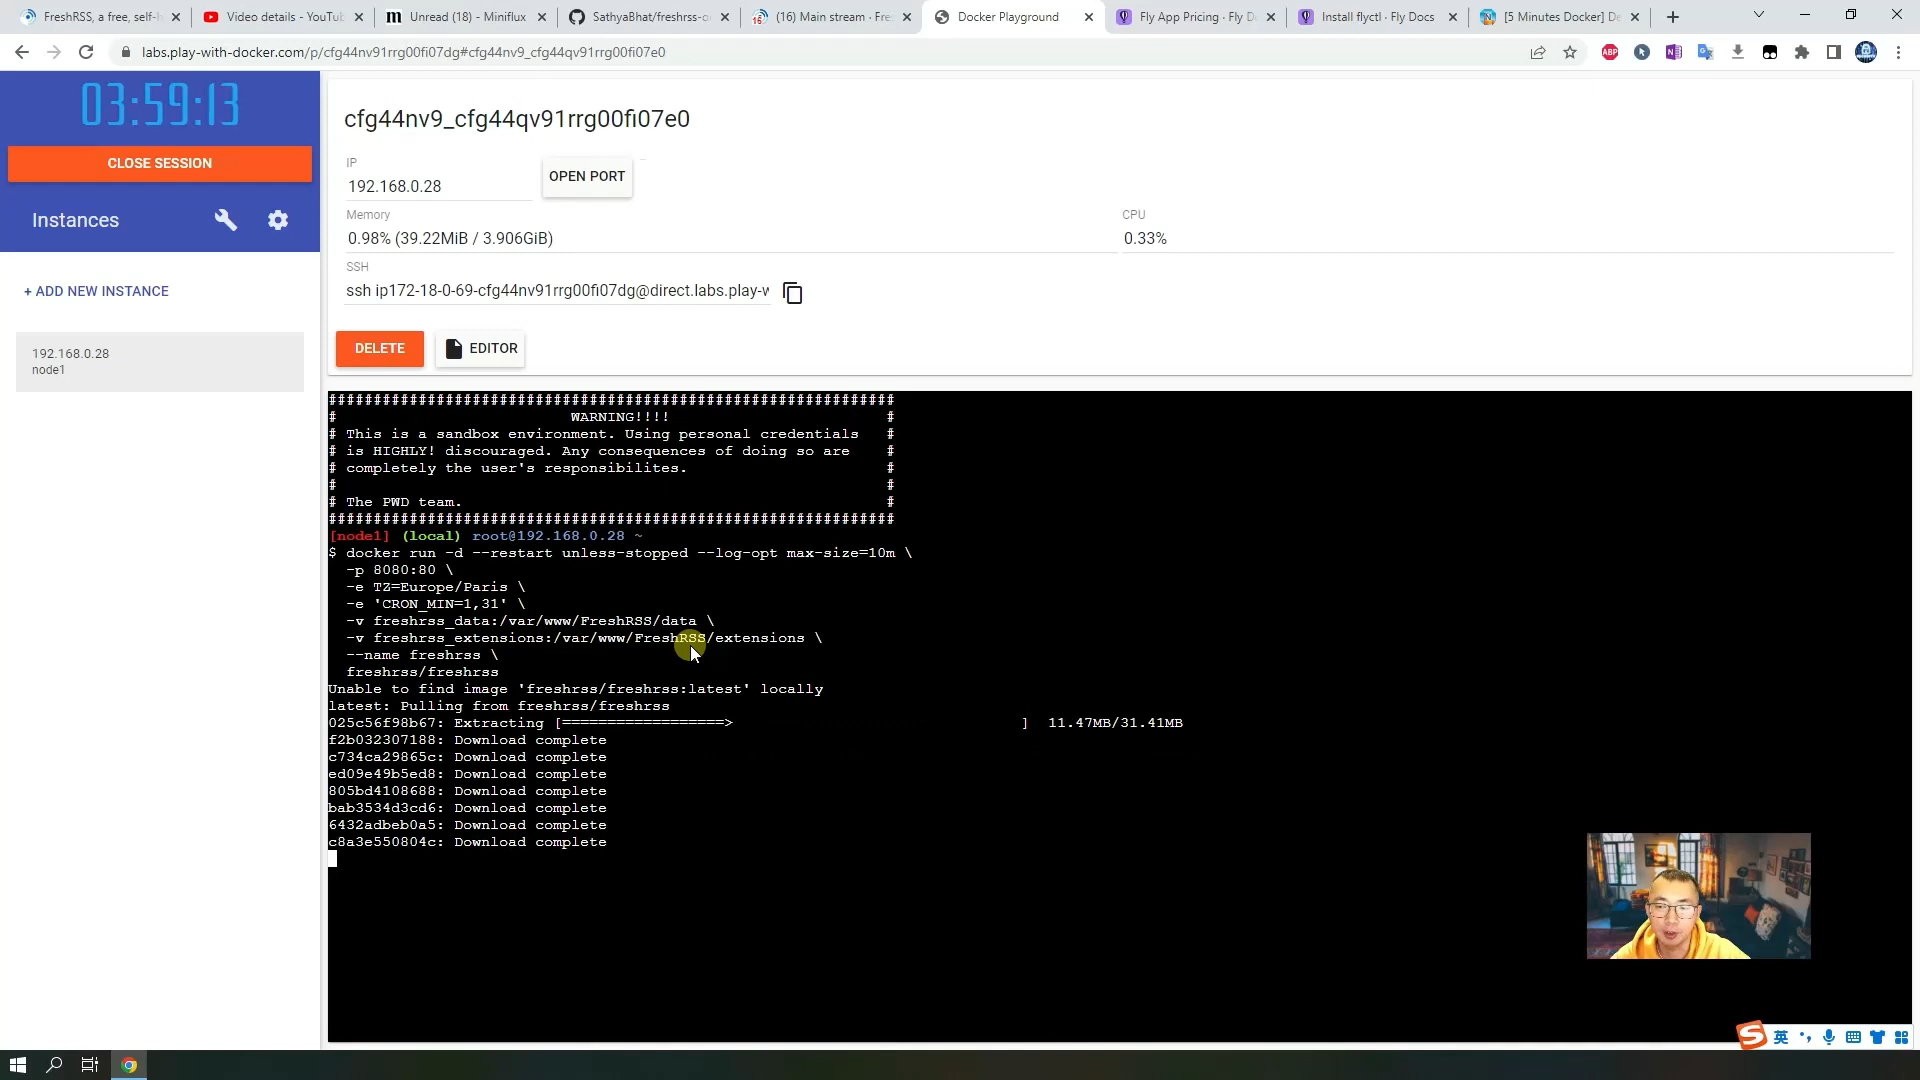 FreshRSS, a free, self-h
Video details - YouTub
Unread (18) - Miniflux
SathyaBhat/freshrss-o
(16) Main stream · Fre
Docker Playground
Fly App Pricing · Fly D
Install flyctl · Fly Docs
[5 Minutes Docker] De
labs.play-with-docker.com/p/cfg44nv91rrg00fi07dg#cfg44nv9_cfg44qv91rrg00fi07e0
03:59:13
CLOSE SESSION
Instances
+ ADD NEW INSTANCE
192.168.0.28
node1
cfg44nv9_cfg44qv91rrg00fi07e0
IP
192.168.0.28
OPEN PORT
Memory
0.98% (39.22MiB / 3.906GiB)
CPU
0.33%
SSH
ssh ip172-18-0-69-cfg44nv91rrg00fi07dg@direct.labs.play-w
DELETE
EDITOR
###############################################################
# WARNING!!!! #
# This is a sandbox environment. Using personal credentials #
# is HIGHLY! discouraged. Any consequences of doing so are #
# completely the user's responsibilites. #
# #
# The PWD team. #
###############################################################
[node1] (local) root@192.168.0.28 ~
$ docker run -d --restart unless-stopped --log-opt max-size=10m \
-p 8080:80 \
-e TZ=Europe/Paris \
-e 'CRON_MIN=1,31' \
-v freshrss_data:/var/www/FreshRSS/data \
-v freshrss_extensions:/var/www/FreshRSS/extensions \
--name freshrss \
freshrss/freshrss
Unable to find image 'freshrss/freshrss:latest' locally
latest: Pulling from freshrss/freshrss
025c56f98b67: Extracting [==================> ] 11.47MB/31.41MB
f2b032307188: Download complete
c734ca29865c: Download complete
ed09e49b5ed8: Download complete
805bd4108688: Download complete
bab3534d3cd6: Download complete
6432adbeb0a5: Download complete
c8a3e550804c: Download complete
英